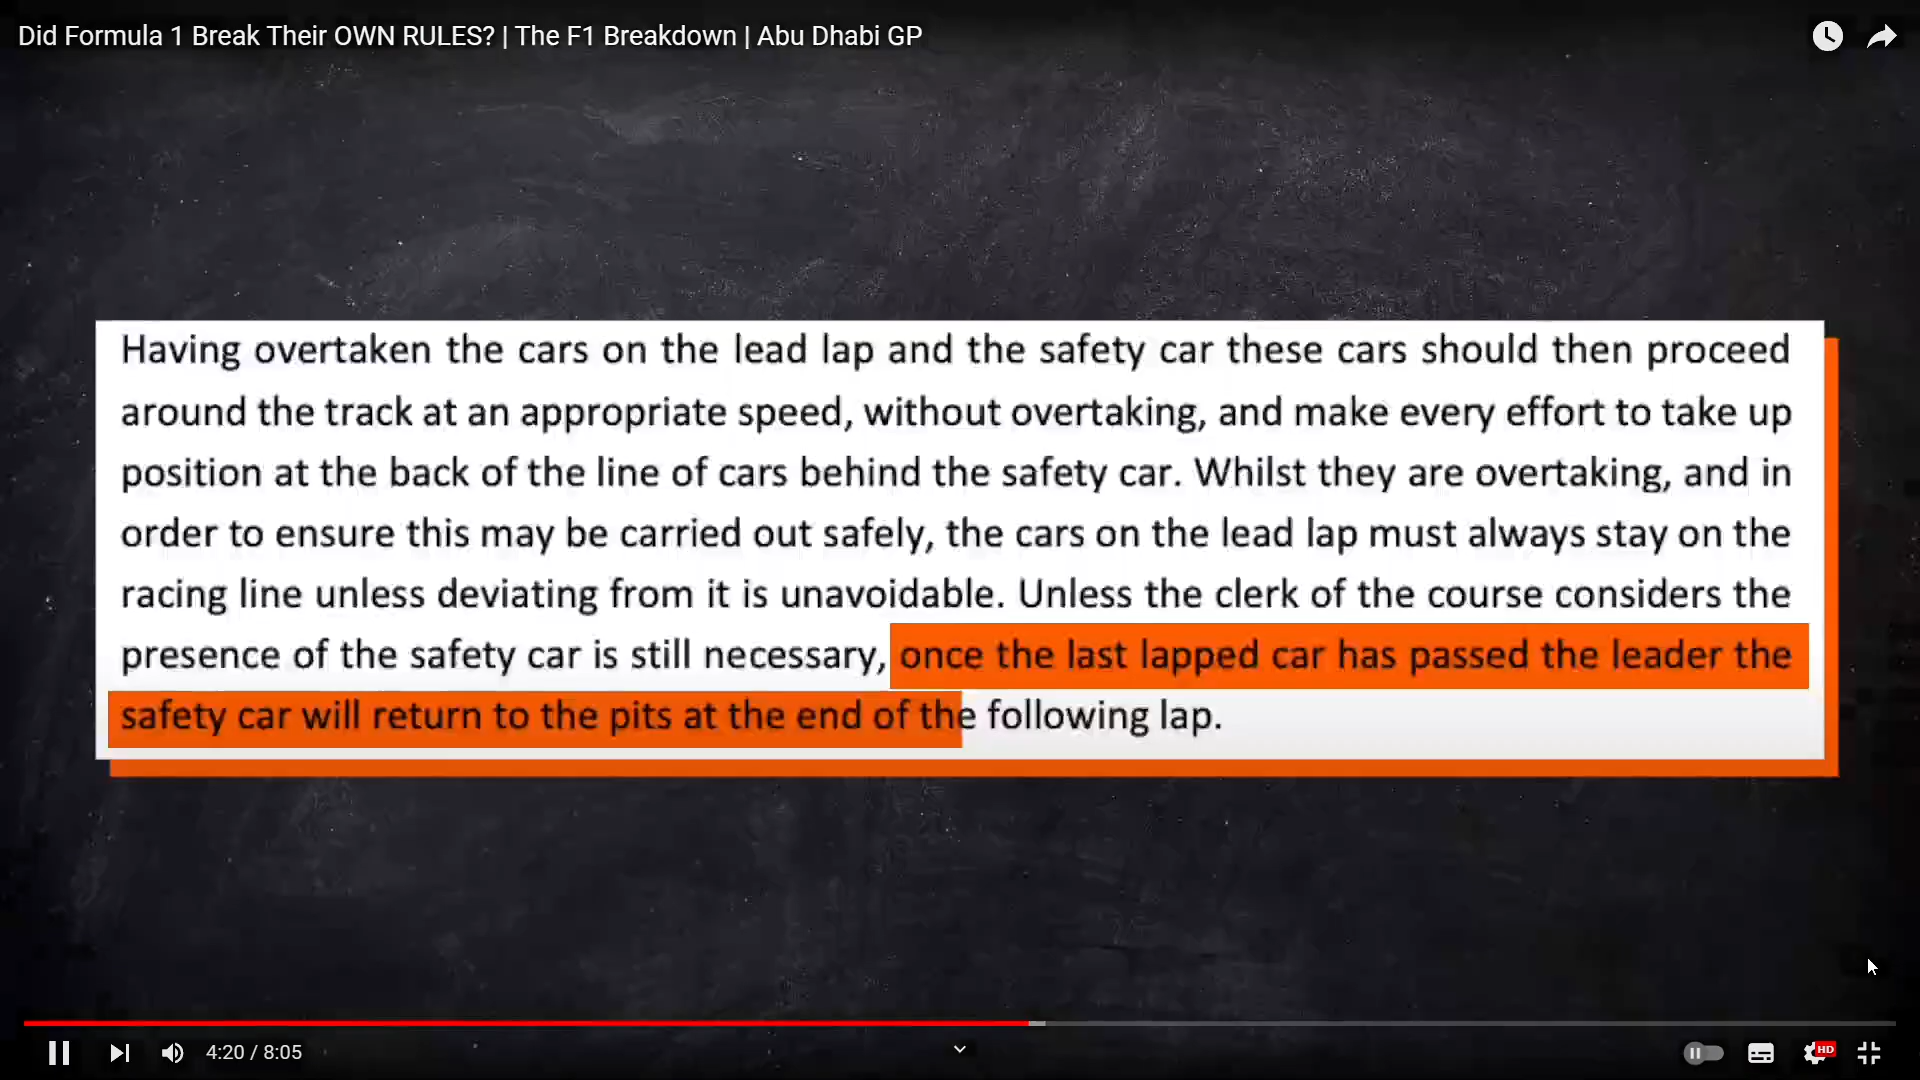 Did Formula 1 Break Their OWN RULES? | The F1 Breakdown | Abu Dhabi GP
Having overtaken the cars on the lead lap and the safety car these cars should then proceed
around the track at an appropriate speed, without overtaking, and make every effort to take up
position at the back of the line of cars behind the safety car. Whilst they are overtaking, and in
order to ensure this may be carried out safely, the cars on the lead lap must always stay on the
racing line unless deviating from it is unavoidable. Unless the clerk of the course considers the
presence of the safety car is still necessary, once the last lapped car has passed the leader the
safety car will return to the pits at the end of the following lap.
4:20 / 8:05
HD